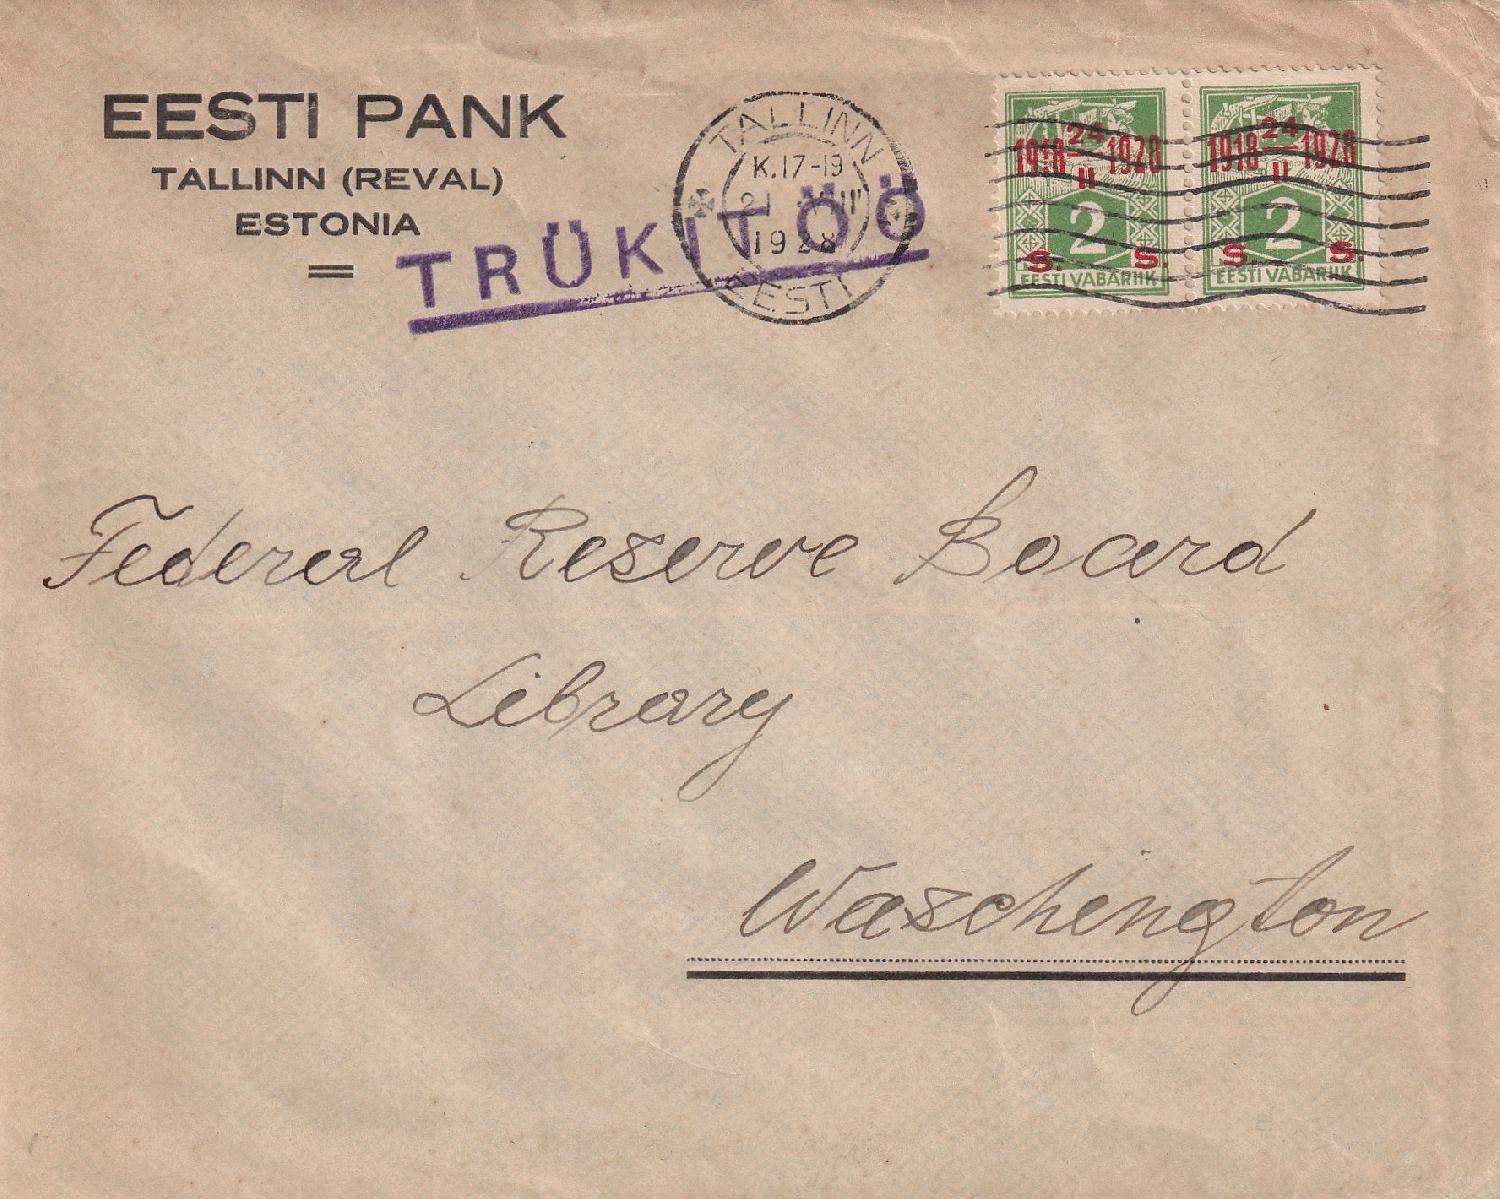 EESTI PANK
TALLINN (REVAL)
ESTONIA
TRÜKITÖÖ
TALLINN
K.17-19
21
1928
EESTI
24
1918 1928
II
2
S. S.
EESTI VABARIIK
24
1918 1928
II
2
S. S.
EESTI VABARIIK
Federal Reserve Board
Library
Waschington